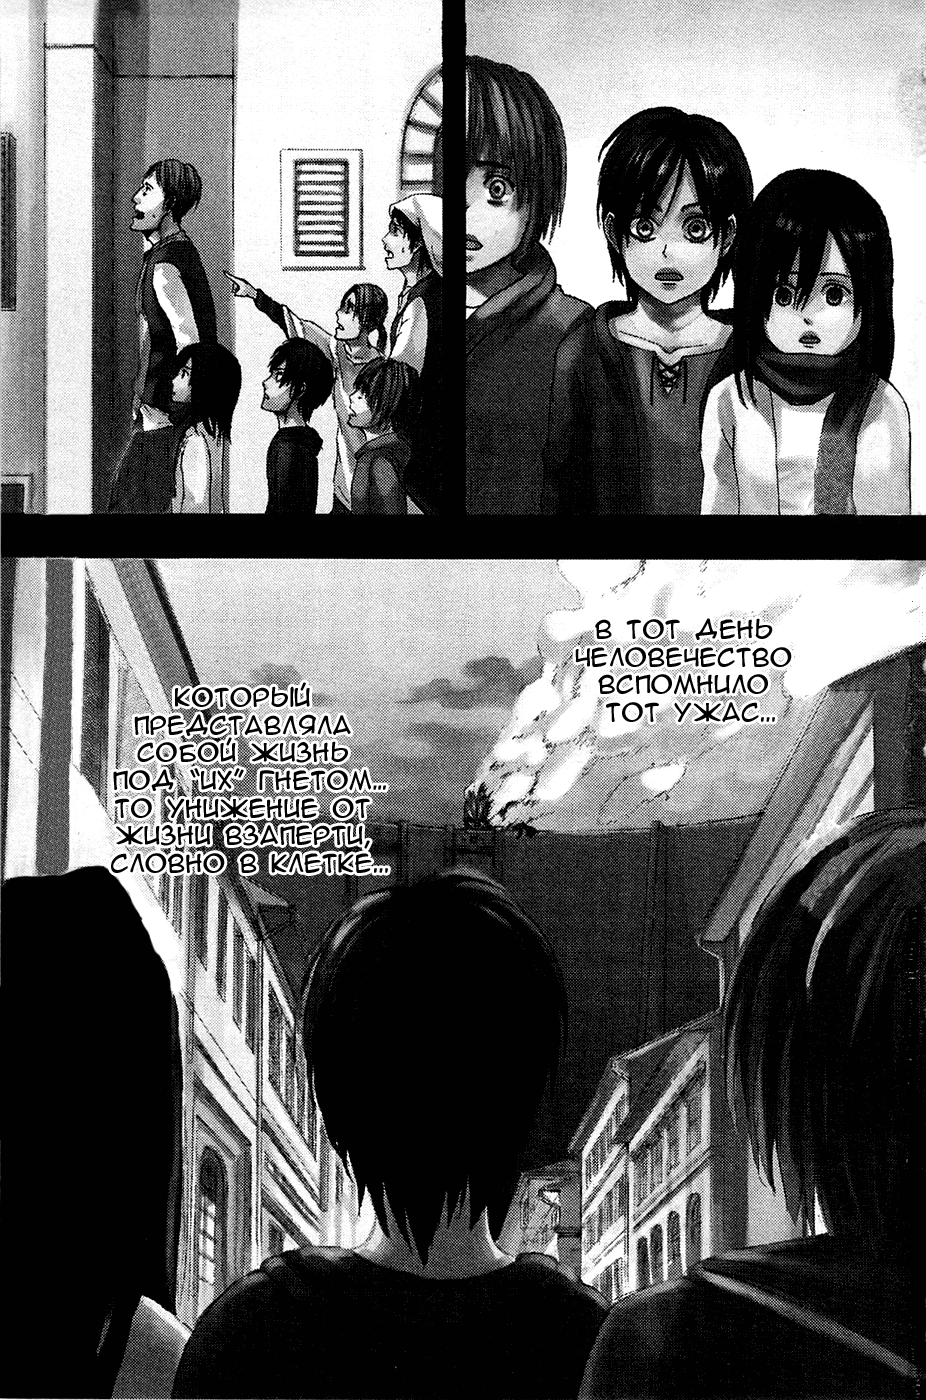 В ТОТ ДЕНЬ
ЧЕЛОВЕЧЕСТВО
ВСПОМНИЛО
ТОТ УЖАС...
КОТОРЫЙ
ПРЕДСТАВЛЯЛА
СОБОЙ ЖИЗНЬ
ПОД "ИХ" ГНЕТОМ...
ТО УНИЖЕНИЕ ОТ
ЖИЗНИ ВЗАПЕРТИ,
СЛОВНО В КЛЕТКЕ...